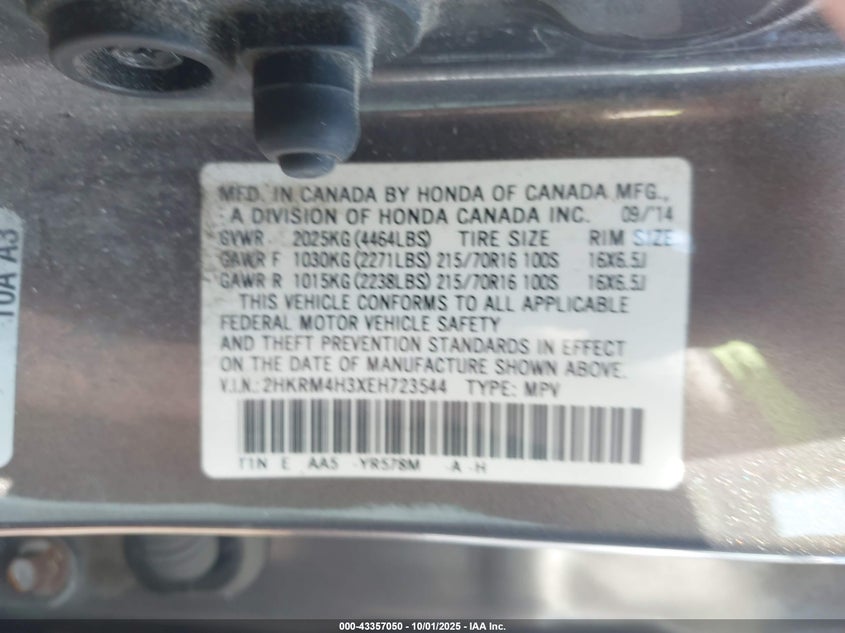 MFD. IN CANADA BY HONDA OF CANADA MFG.,
A DIVISION OF HONDA CANADA INC. 09/'14
GVWR 2025KG (4464LBS) TIRE SIZE RIM SIZE
GAWR F 1030KG (2271LBS) 215/70R16 100S 16X6.5J
GAWR R 1015KG (2238LBS) 215/70R16 100S 16X6.5J
THIS VEHICLE CONFORMS TO ALL APPLICABLE
FEDERAL MOTOR VEHICLE SAFETY
AND THEFT PREVENTION STANDARDS IN EFFECT
ON THE DATE OF MANUFACTURE SHOWN ABOVE.
V.I.N.: 2HKRM4H3XEH723544 TYPE: MPV
T1N E AA5 -YR578M -A -H
10A A3
000-43357050 - 10/01/2025 - IAA Inc.